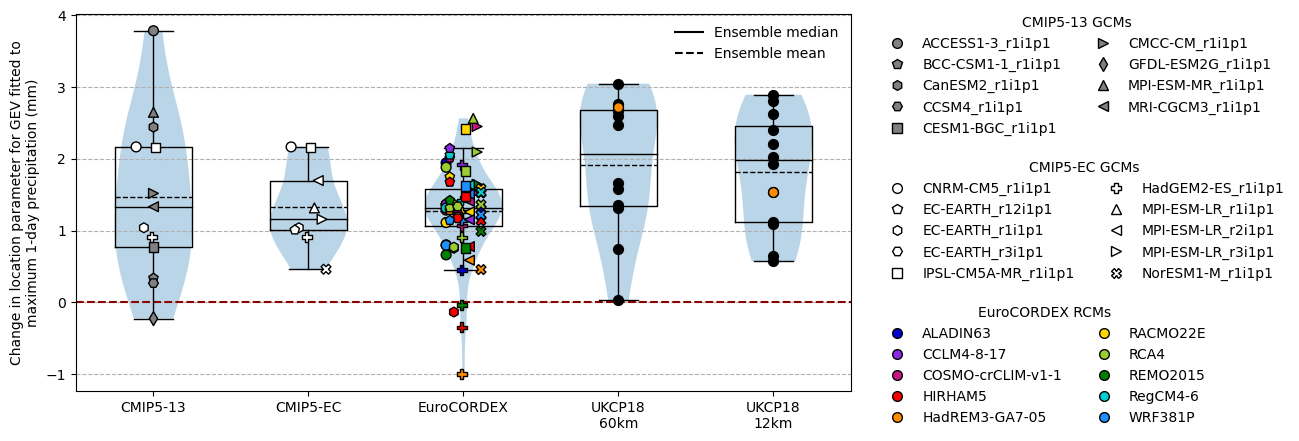 Change in location parameter for GEV fitted to
maximum 1-day precipitation (mm)
4
3
2
1
0
−1
CMIP5-13
CMIP5-EC
EuroCORDEX
UKCP18
60km
UKCP18
12km
Ensemble median
Ensemble mean
CMIP5-13 GCMs
ACCESS1-3_r1i1p1
BCC-CSM1-1_r1i1p1
CanESM2_r1i1p1
CCSM4_r1i1p1
CESM1-BGC_r1i1p1
CMCC-CM_r1i1p1
GFDL-ESM2G_r1i1p1
MPI-ESM-MR_r1i1p1
MRI-CGCM3_r1i1p1
CMIP5-EC GCMs
CNRM-CM5_r1i1p1
EC-EARTH_r12i1p1
EC-EARTH_r1i1p1
EC-EARTH_r3i1p1
IPSL-CM5A-MR_r1i1p1
HadGEM2-ES_r1i1p1
MPI-ESM-LR_r1i1p1
MPI-ESM-LR_r2i1p1
MPI-ESM-LR_r3i1p1
NorESM1-M_r1i1p1
EuroCORDEX RCMs
ALADIN63
CCLM4-8-17
COSMO-crCLIM-v1-1
HIRHAM5
HadREM3-GA7-05
RACMO22E
RCA4
REMO2015
RegCM4-6
WRF381P